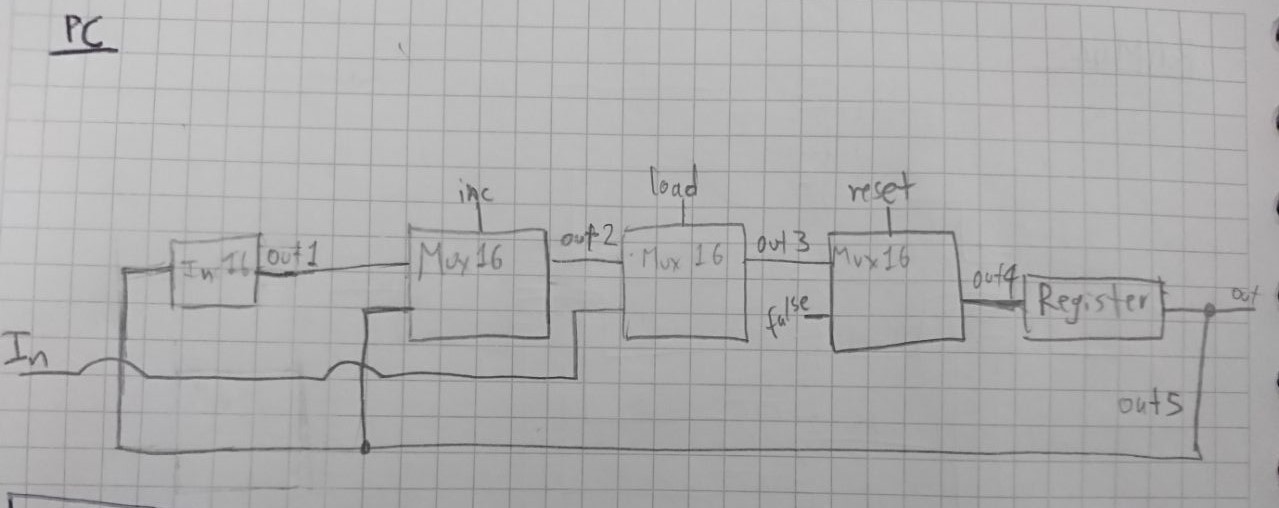 PC
inc
load
reset
In16
out1
Mux16
out2
Mux 16
out3
Mux16
false
out4
Register
out
In
out5